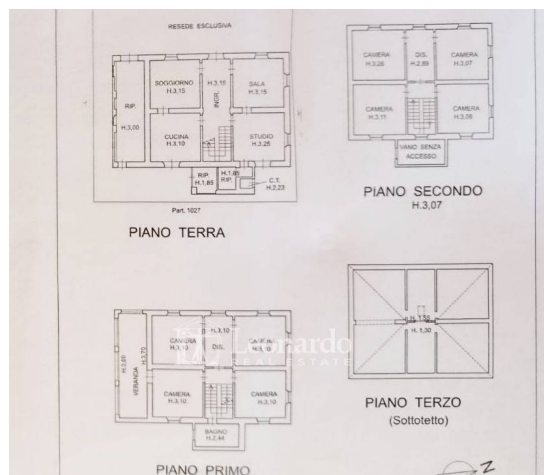 RESEDE ESCLUSIVA
RIP.
H.3,00
SOGGIORNO
H.3,15
H.3,15
INGR.
SALA
H.3,15
CUCINA
H.3,10
STUDIO
H.3,25
RIP.
H.1,85
H.1,85
RIP.
C.T.
H.2,23
Part. 1027
PIANO TERRA
CAMERA
H.3,25
DIS.
H.2,89
CAMERA
H.3,07
CAMERA
H.3,11
CAMERA
VANO SENZA
ACCESSO
PIANO SECONDO
H.3,07
VERANDA
H.3,70
CAMERA
H.3,10
DIS.
CAMERA
CAMERA
H.3,10
CAMERA
H.3,10
BAGNO
H.2,44
PIANO PRIMO
Leonardo
REAL ESTATE
H. 1,30
PIANO TERZO
(Sottotetto)
N